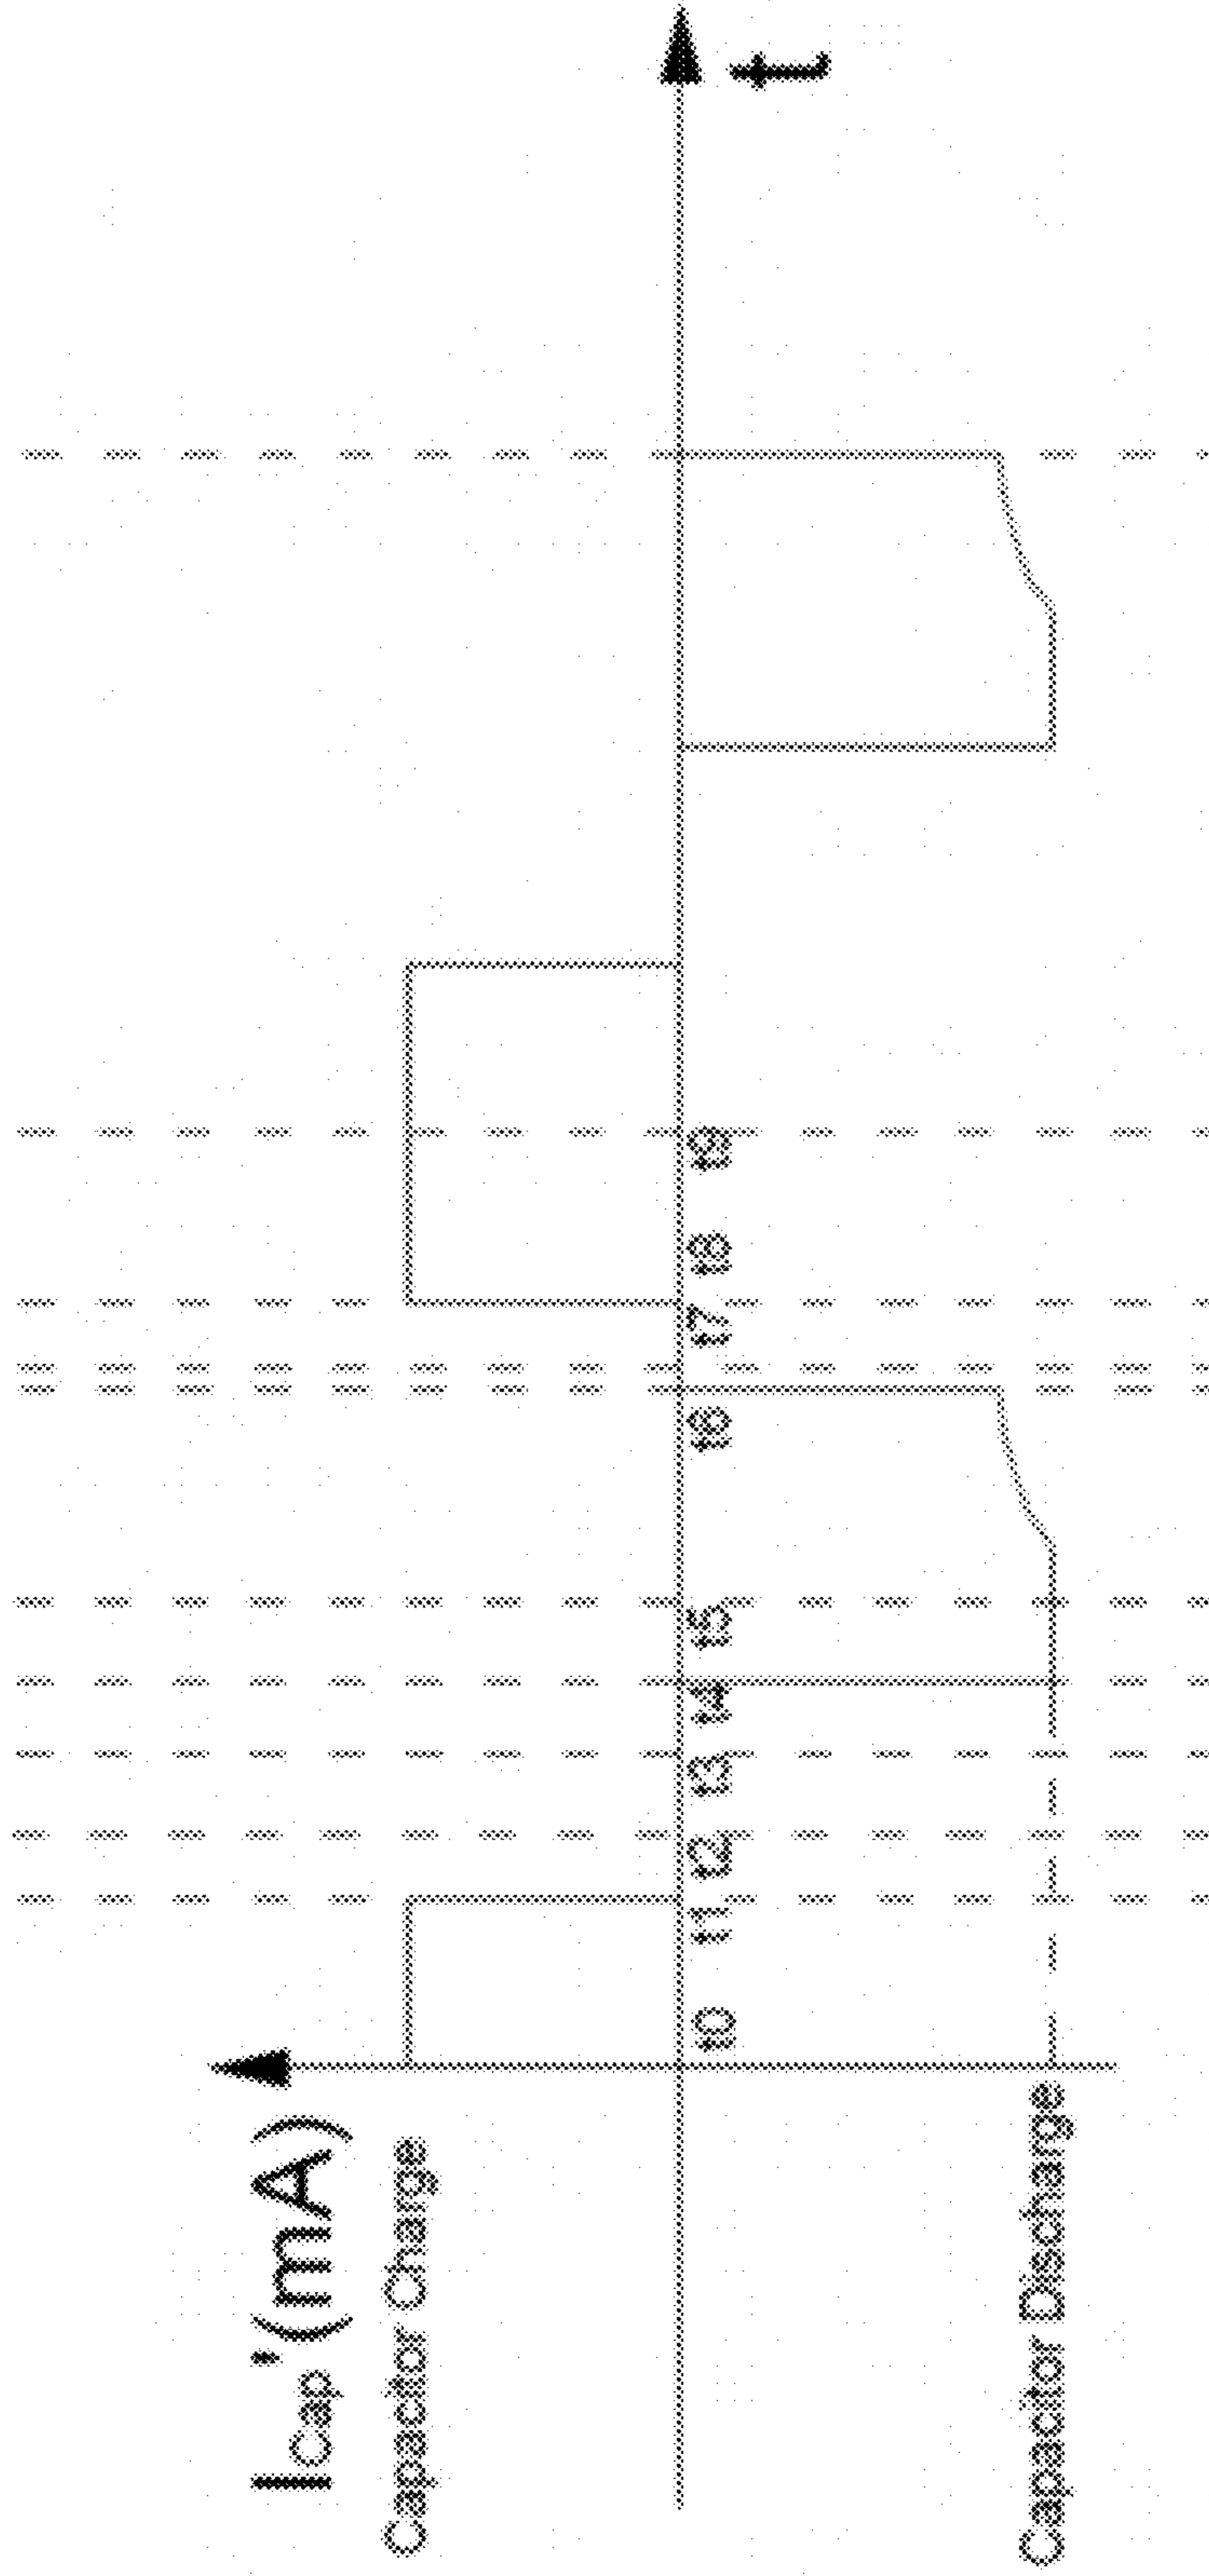 ICap'(mA)
Capacitor Charge
t0 t1 t2 t3 t4 t5 t6 t7 t8 t9
t
Capacitor Discharge